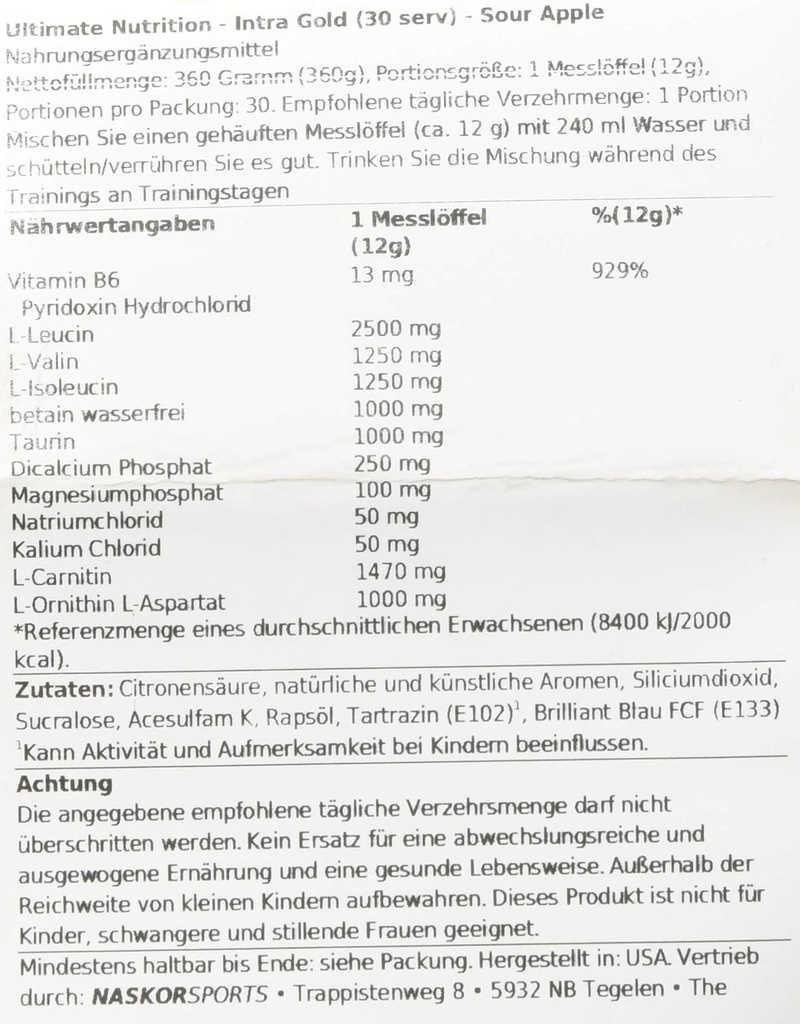 Ultimate Nutrition - Intra Gold (30 serv) - Sour Apple
Nahrungsergänzungsmittel
Nettofüllmenge: 360 Gramm (360g), Portionsgröße: 1 Messlöffel (12g),
Portionen pro Packung: 30. Empfohlene tägliche Verzehrmenge: 1 Portion
Mischen Sie einen gehäuften Messlöffel (ca. 12 g) mit 240 ml Wasser und
schütteln/verrühren Sie es gut. Trinken Sie die Mischung während des
Trainings an Trainingstagen
Nährwertangaben 1 Messlöffel (12g) %(12g)*
Vitamin B6 13 mg 929%
Pyridoxin Hydrochlorid
L-Leucin 2500 mg
L-Valin 1250 mg
L-Isoleucin 1250 mg
betain wasserfrei 1000 mg
Taurin 1000 mg
Dicalcium Phosphat 250 mg
Magnesiumphosphat 100 mg
Natriumchlorid 50 mg
Kalium Chlorid 50 mg
L-Carnitin 1470 mg
L-Ornithin L-Aspartat 1000 mg
*Referenzmenge eines durchschnittlichen Erwachsenen (8400 kJ/2000
kcal).
Zutaten: Citronensäure, natürliche und künstliche Aromen, Siliciumdioxid,
Sucralose, Acesulfam K, Rapsöl, Tartrazin (E102)¹, Brilliant Blau FCF (E133)
¹Kann Aktivität und Aufmerksamkeit bei Kindern beeinflussen.
Achtung
Die angegebene empfohlene tägliche Verzehrsmenge darf nicht
überschritten werden. Kein Ersatz für eine abwechslungsreiche und
ausgewogene Ernährung und eine gesunde Lebensweise. Außerhalb der
Reichweite von kleinen Kindern aufbewahren. Dieses Produkt ist nicht für
Kinder, schwangere und stillende Frauen geeignet.
Mindestens haltbar bis Ende: siehe Packung. Hergestellt in: USA. Vertrieb
durch: NASKORSPORTS • Trappistenweg 8 • 5932 NB Tegelen • The